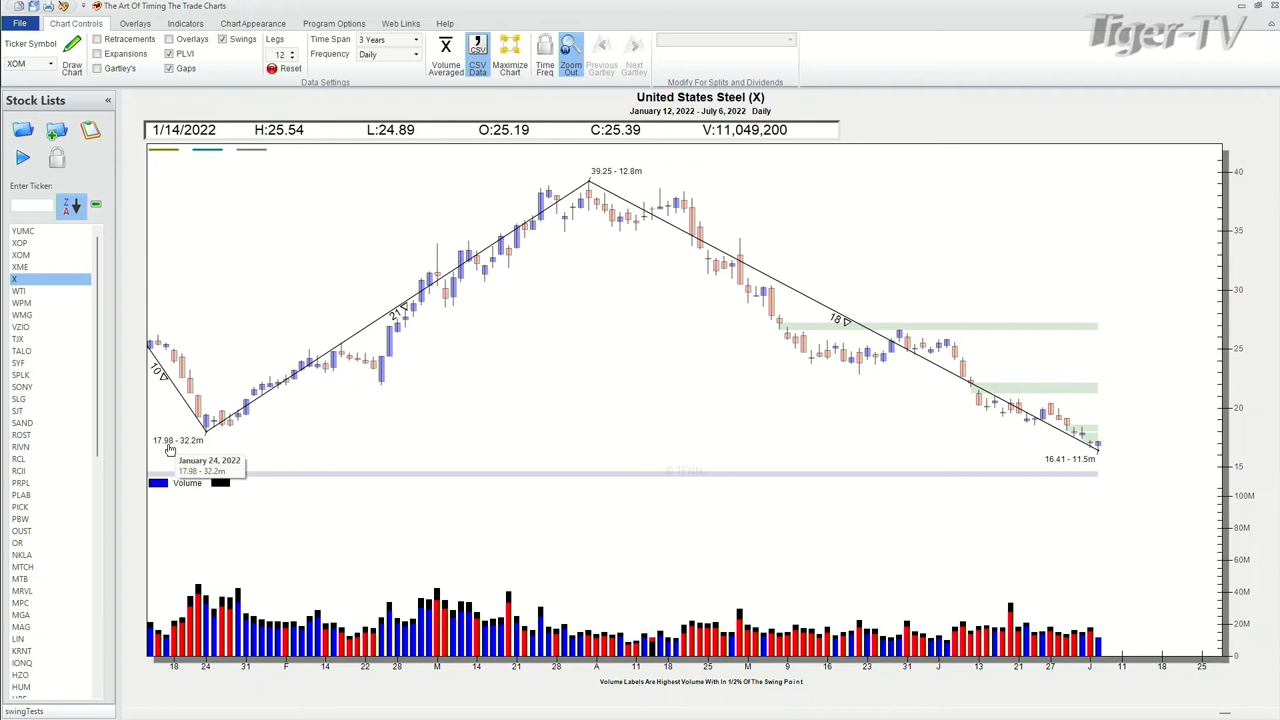 The Art Of Timing The Trade Charts
File Chart Controls Overlays Indicators Chart Appearance Program Options Web Links Help
Tiger-TV
Ticker Symbol
XOM
Draw Chart
Retracements
Expansions
Gartley's
Overlays
PLVI
Gaps
Swings
Legs
12
Reset
Time Span 3 Years
Frequency Daily
Data Settings
Volume Averaged
CSV
CSV Data
Maximize Chart
Time Freq
Zoom Out
Previous Gartley
Next Gartley
Modify For Splits and Dividends
Stock Lists
Enter Ticker:
YUMC
XOP
XOM
XME
X
WTI
WPM
WMG
VZIO
TJX
TALO
SYF
SPLK
SONY
SLG
SJT
SAND
ROST
RIVN
RCL
RCII
PRPL
PLAB
PICK
PBW
OUST
OR
NKLA
MTCH
MTB
MRVL
MPC
MGA
MAG
LIN
KRNT
IONQ
HZO
HUM
swingTests
United States Steel (X)
January 12, 2022 - July 6, 2022 Daily
1/14/2022 H:25.54 L:24.89 O:25.19 C:25.39 V:11,049,200
39.25 - 12.8m
10
21
18
17.98 - 32.2m
January 24, 2022
17.98 - 32.2m
16.41 - 11.5m
© TFNN
40
35
30
25
20
15
Volume
100M
80M
60M
40M
20M
0
18 24 31 F 14 22 28 M 14 21 28 A 11 18 25 M 9 16 23 31 J 13 21 27 J 11 18 25
Volume Labels Are Highest Volume With In 1/2% Of The Swing Point